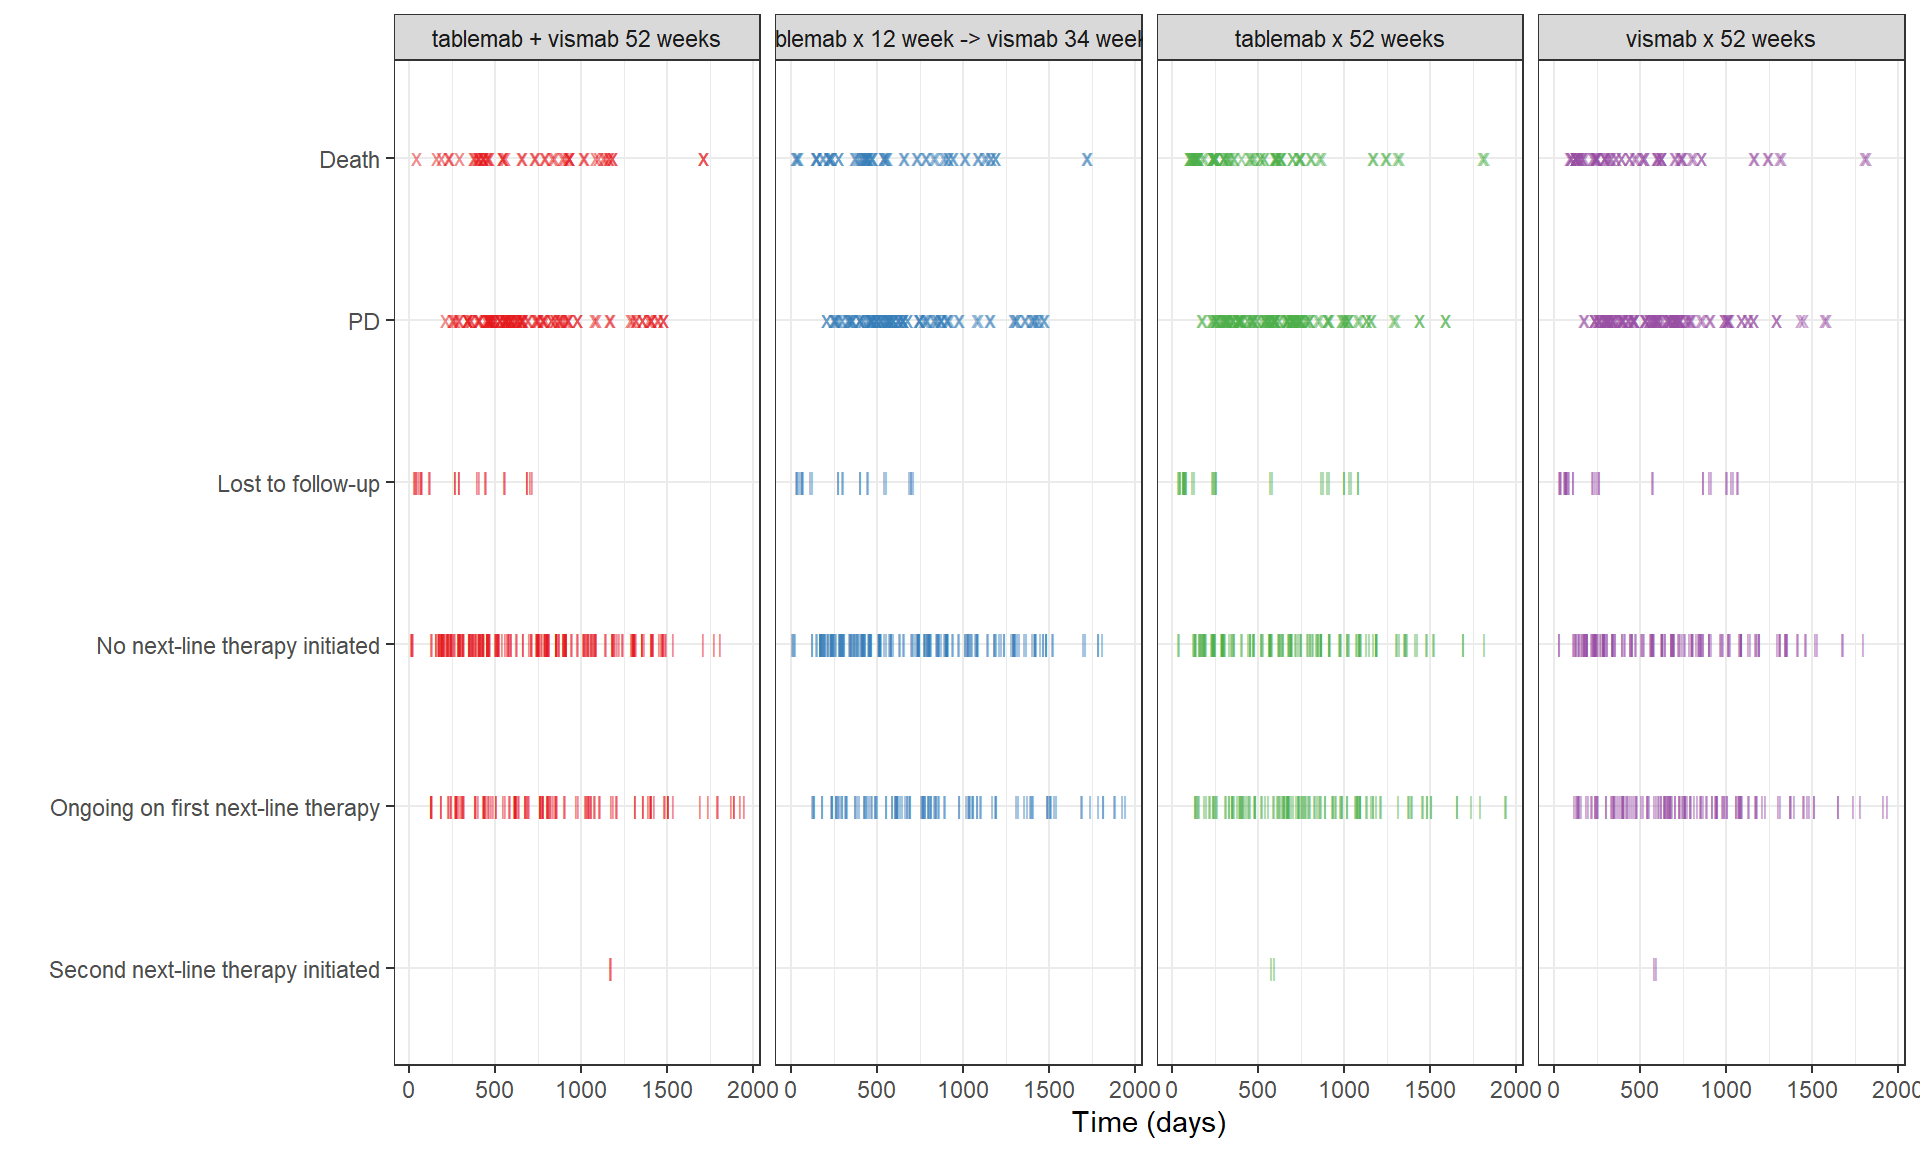 tablemab + vismab 52 weeks
blemab x 12 week -> vismab 34 week
tablemab x 52 weeks
vismab x 52 weeks
Death
PD
Lost to follow-up
No next-line therapy initiated
Ongoing on first next-line therapy
Second next-line therapy initiated
0 500 1000 1500 2000
0 500 1000 1500 2000
0 500 1000 1500 2000
0 500 1000 1500 2000
Time (days)